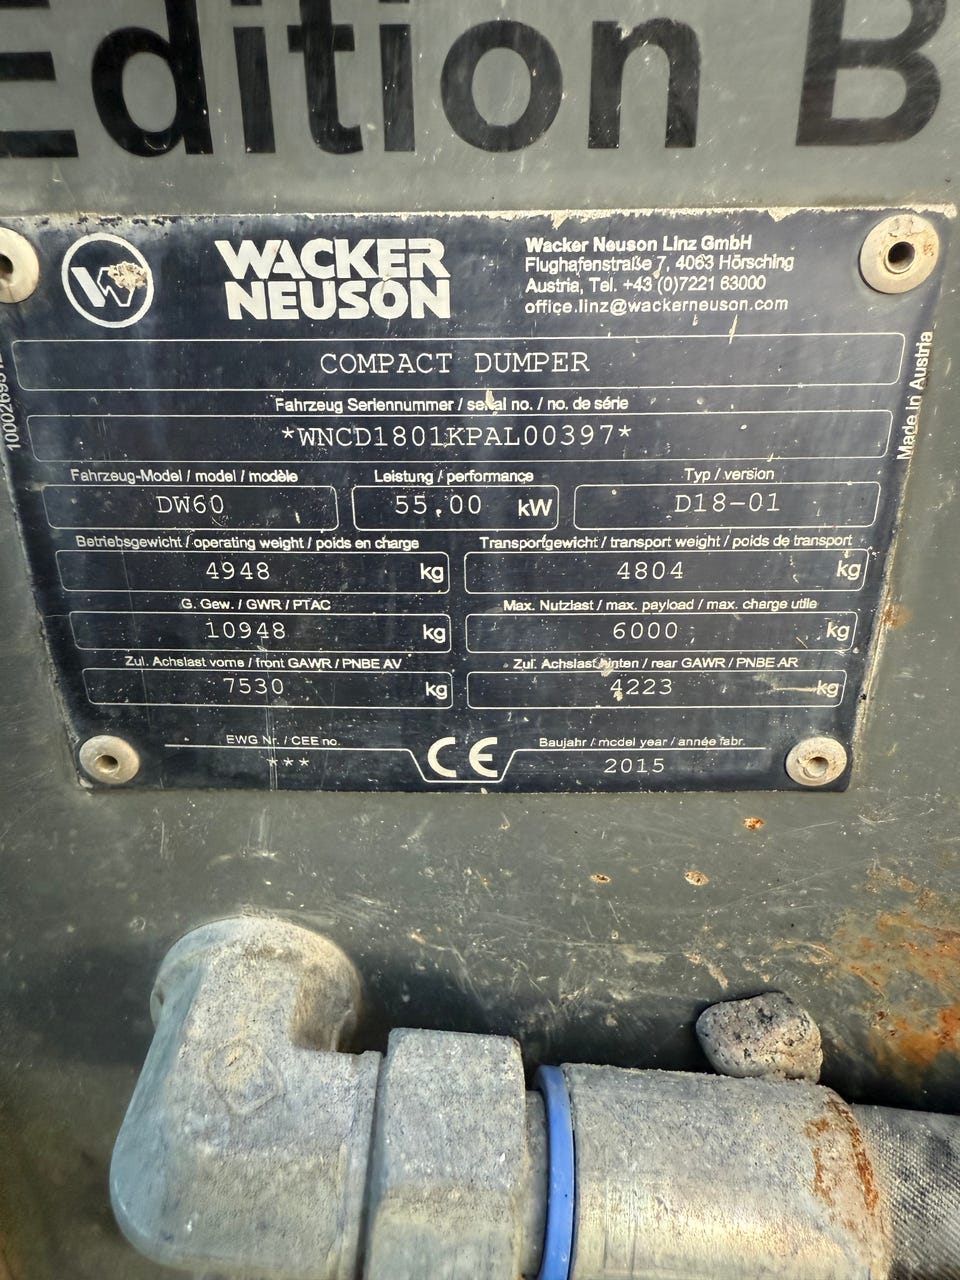 Edition B
WACKER
NEUSON
Wacker Neuson Linz GmbH
Flughafenstraße 7, 4063 Hörsching
Austria, Tel. +43 (0)7221 63000
office.linz@wackerneuson.com
COMPACT DUMPER
Fahrzeug Seriennummer / serial no. / no. de série
*WNCD1801KPAL00397*
Fahrzeug-Model / model / modèle
DW60
Leistung / performance
55.00 kW
Typ / version
D18-01
Betriebsgewicht / operating weight / poids en charge
4948 kg
Transportgewicht / transport weight / poids de transport
4804 kg
G. Gew. / GWR / PTAC
10948 kg
Max. Nutzlast / max. payload / max. charge utile
6000 kg
Zul. Achslast vorne / front GAWR / PNBE AV
7530 kg
Zul. Achslast hinten / rear GAWR / PNBE AR
4223 kg
EWG Nr. / CEE no.
***
CE
Baujahr / model year / année fabr.
2015
Made in Austria